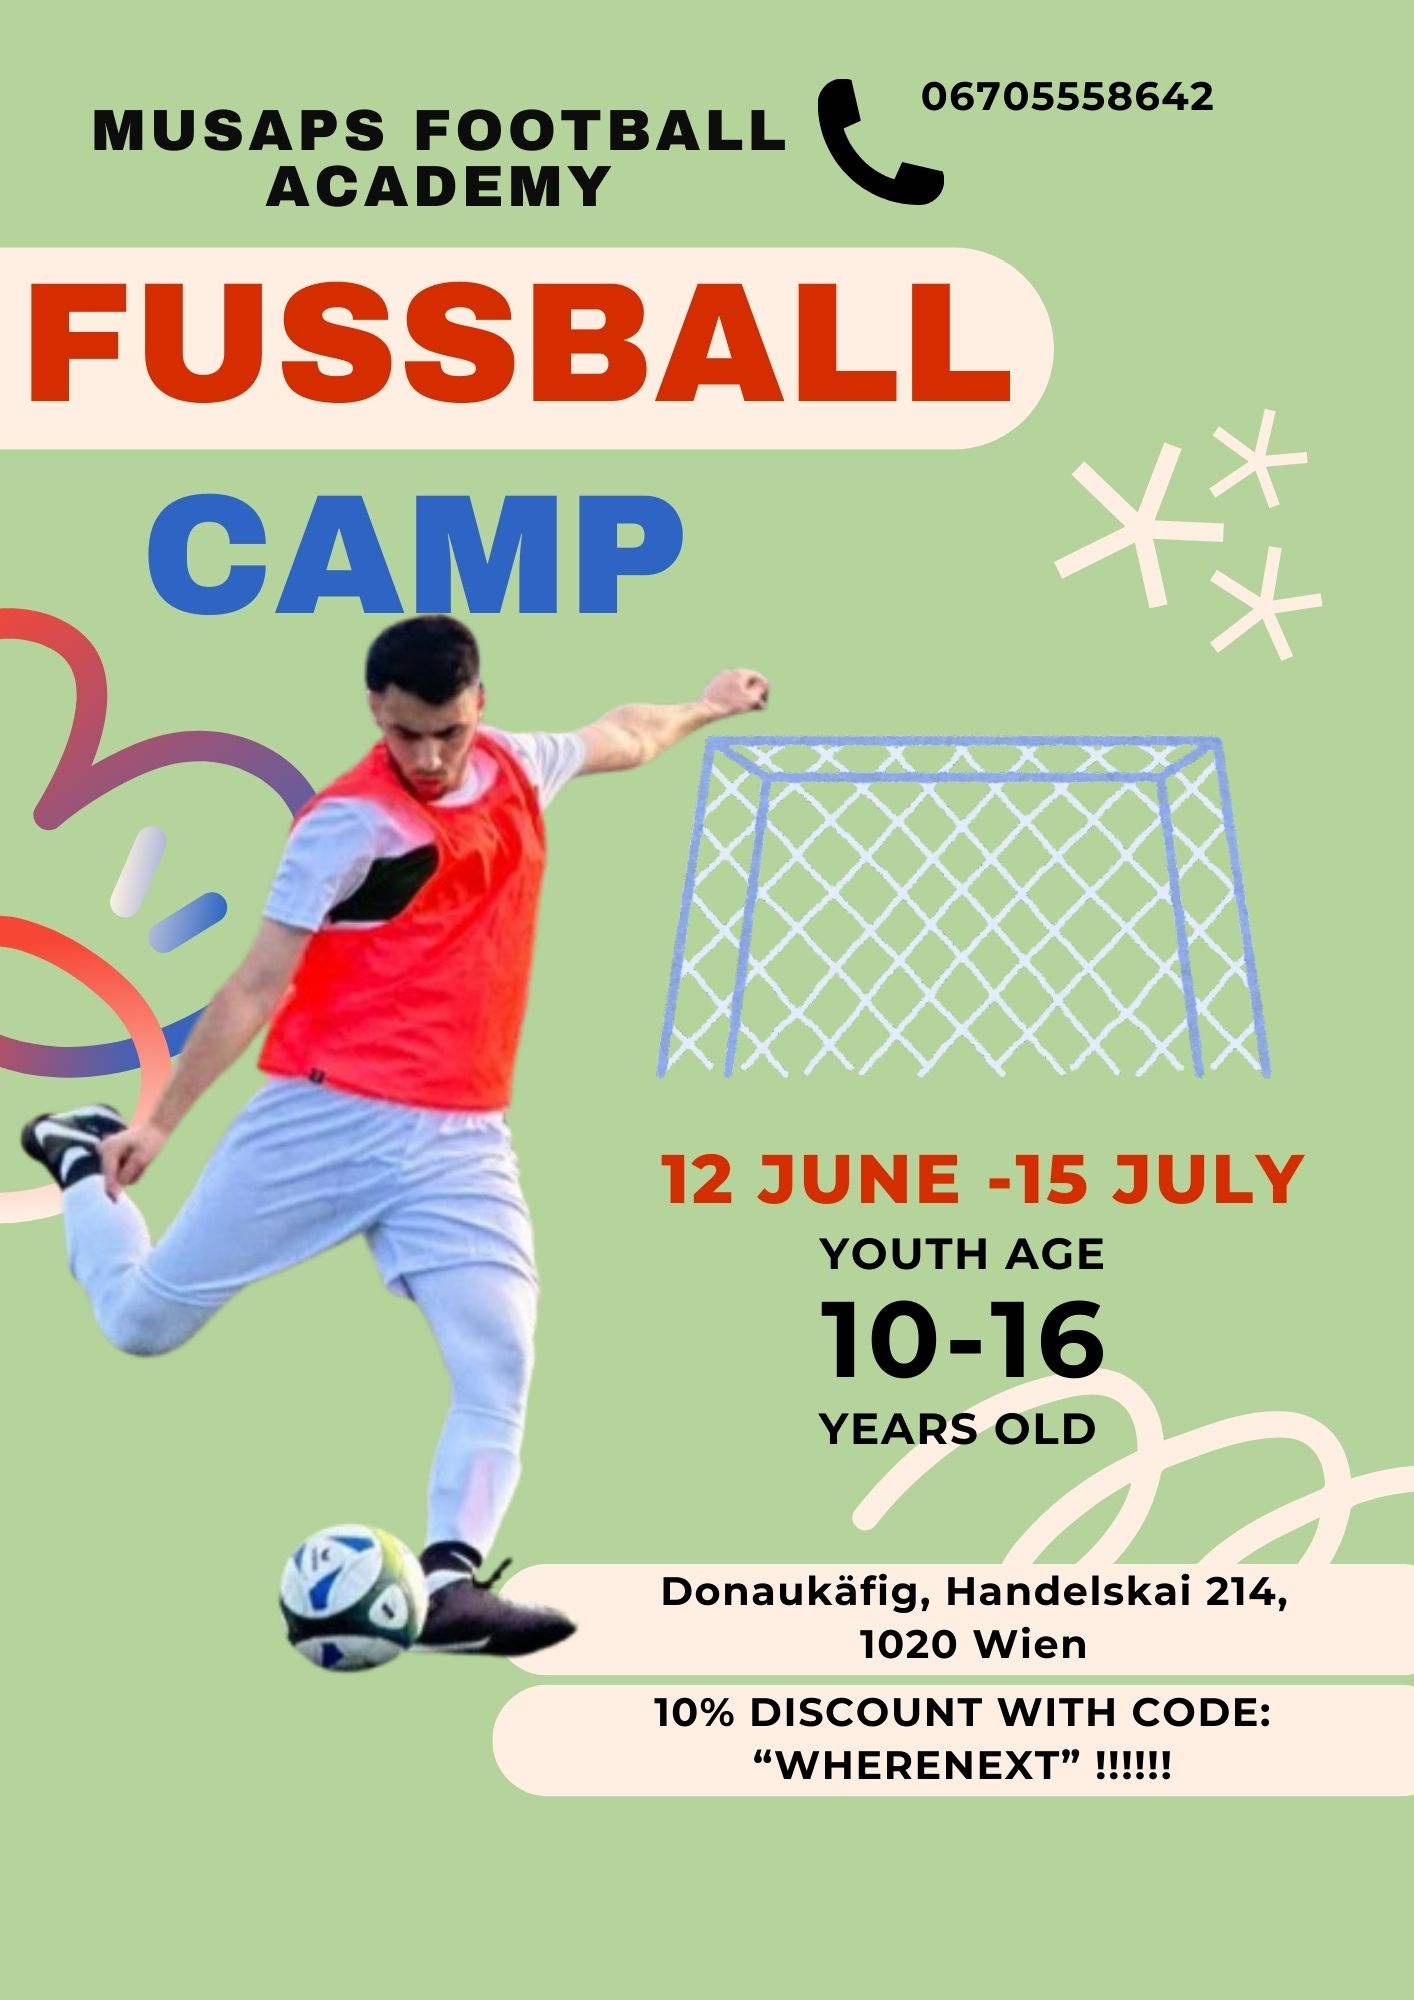 MUSAPS FOOTBALL
ACADEMY
06705558642
FUSSBALL
CAMP
12 JUNE -15 JULY
YOUTH AGE
10-16
YEARS OLD
Donaukäfig, Handelskai 214,
1020 Wien
10% DISCOUNT WITH CODE:
“WHERENEXT” !!!!!!